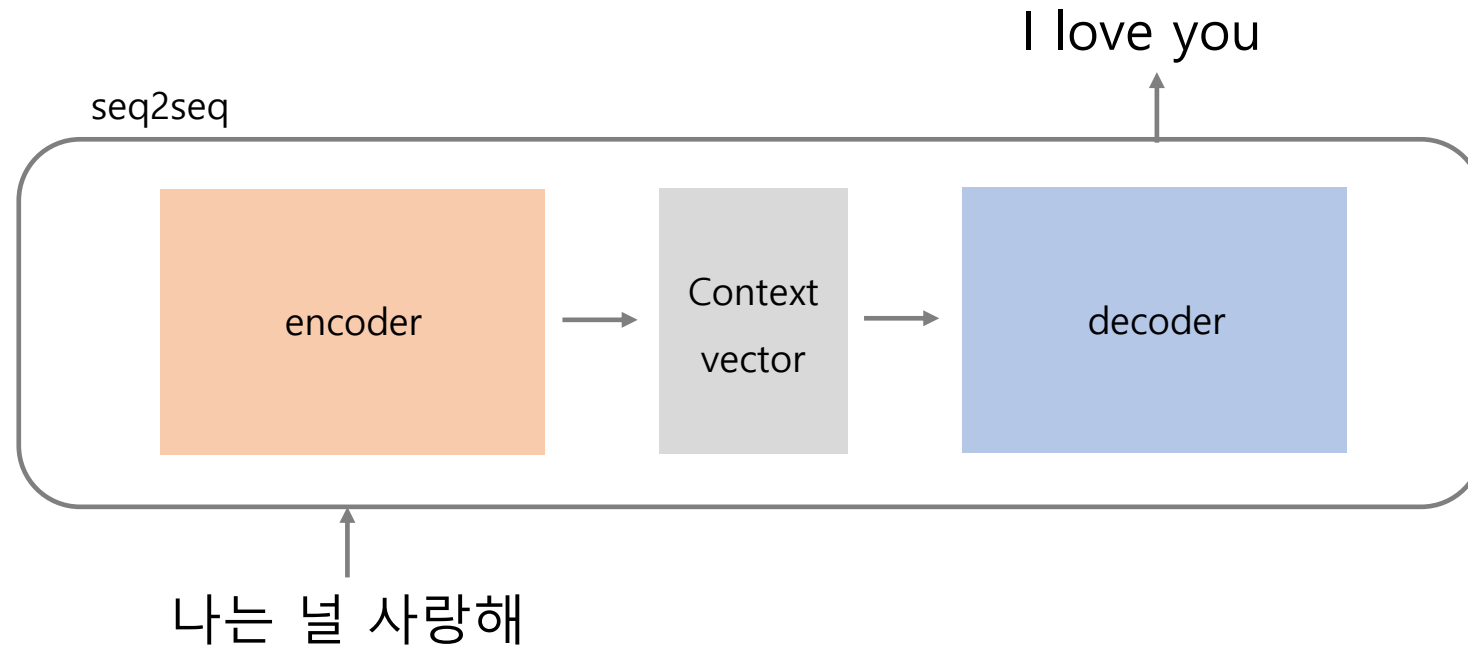 I love you
seq2seq
encoder
Context
vector
decoder
나는 널 사랑해